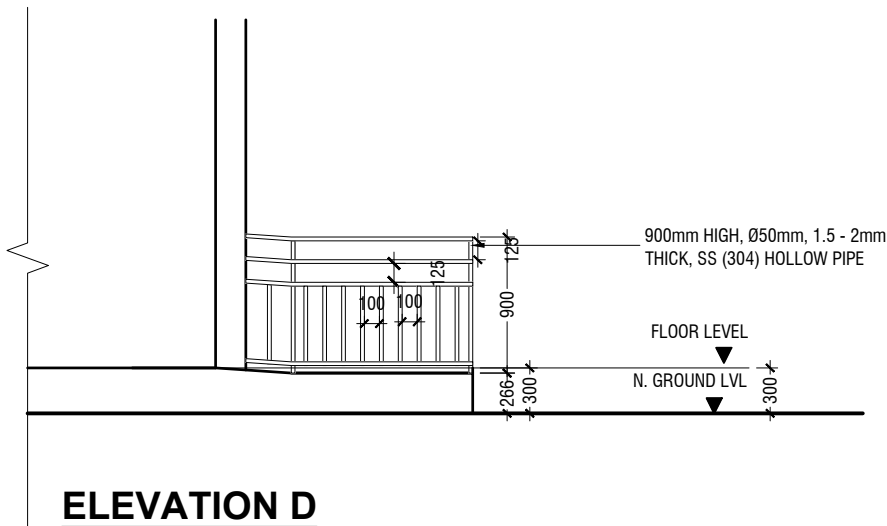 900mm HIGH, Ø50mm, 1.5 - 2mm
THICK, SS (304) HOLLOW PIPE
125
125
100 100
900
FLOOR LEVEL
N. GROUND LVL
266
300
300
ELEVATION D